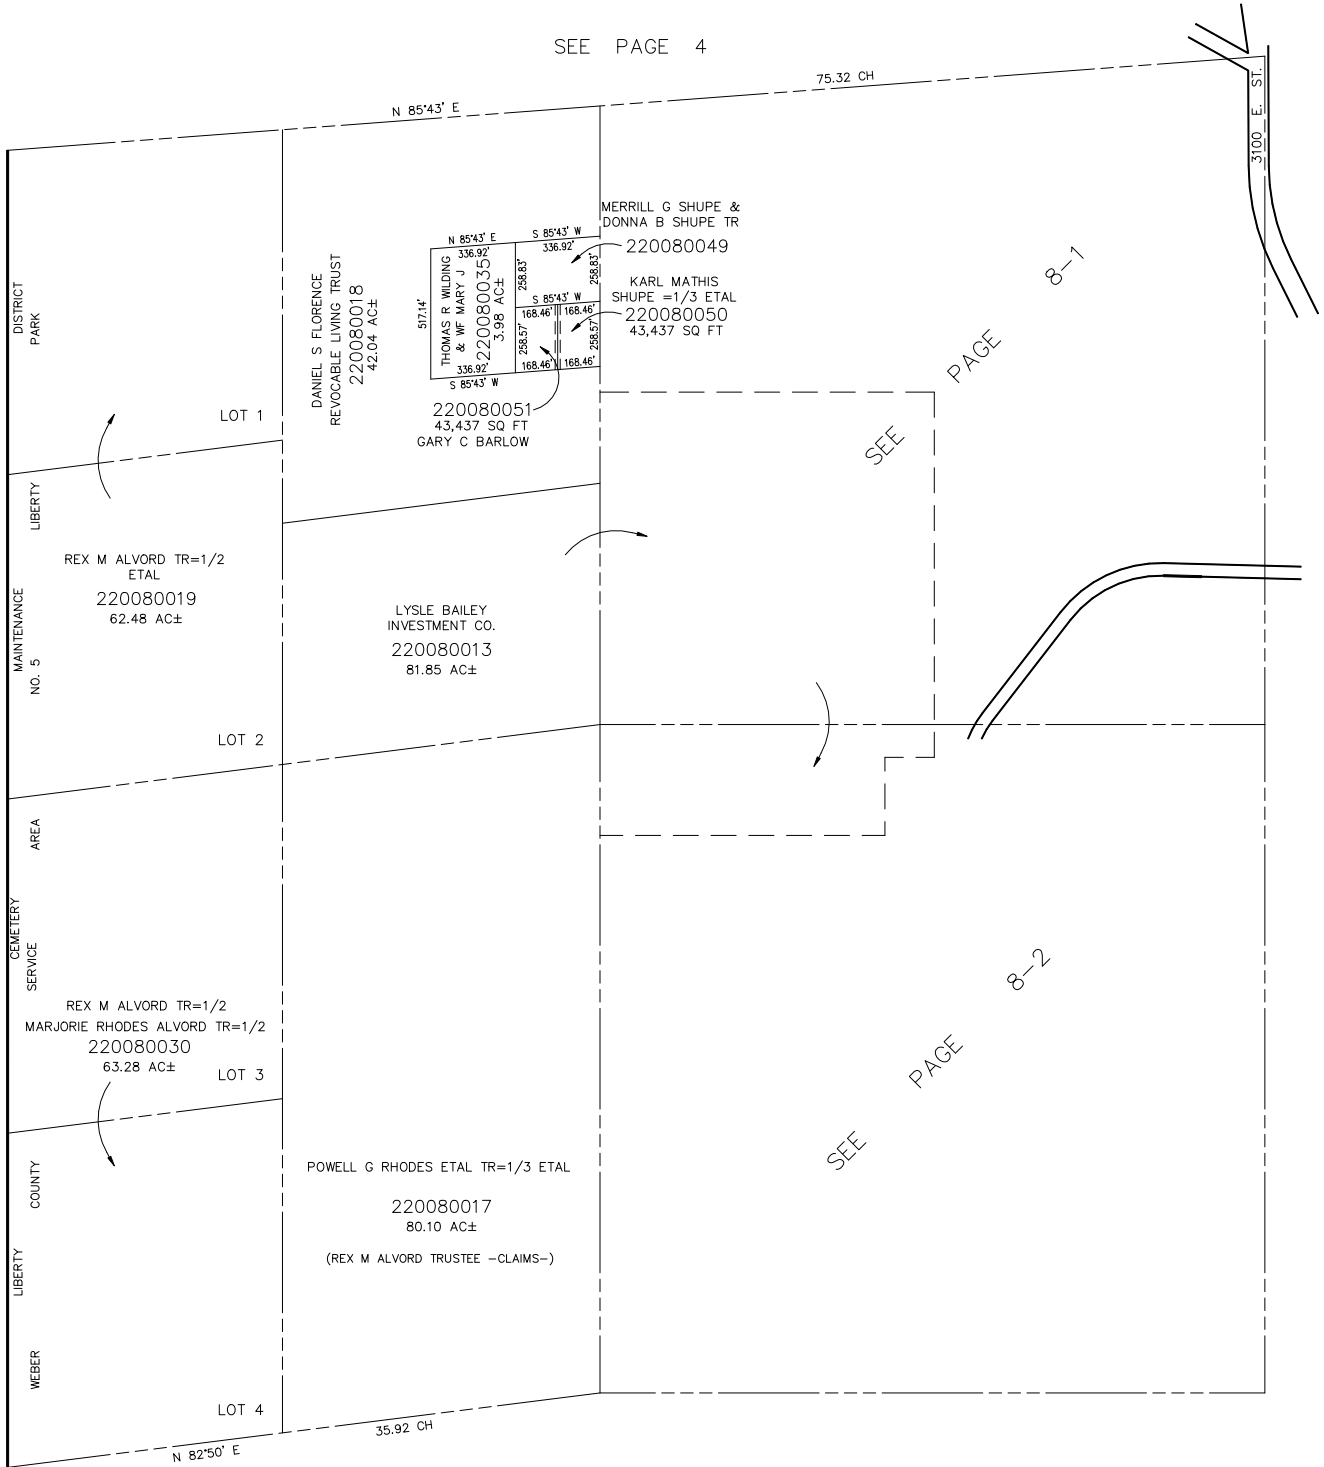 SEE PAGE 4
75.32 CH
N 85°43' E
3100 E. ST.
MERRILL G SHUPE &
DONNA B SHUPE TR
220080049
N 85°43' E
336.92'
S 85°43' W
336.92'
258.83'
258.83'
KARL MATHIS
SHUPE =1/3 ETAL
220080050
43,437 SQ FT
S 85°43' W
168.46'
168.46'
258.57'
258.57'
168.46'
168.46'
517.14'
THOMAS R WILDING
& WF MARY J
220080035
3.98 AC±
336.92'
S 85°43' W
DANIEL S FLORENCE
REVOCABLE LIVING TRUST
220080018
42.04 AC±
220080051
43,437 SQ FT
GARY C BARLOW
SEE PAGE 8-1
DISTRICT
PARK
LOT 1
LIBERTY
REX M ALVORD TR=1/2
ETAL
220080019
62.48 AC±
MAINTENANCE
NO. 5
LYSLE BAILEY
INVESTMENT CO.
220080013
81.85 AC±
LOT 2
AREA
CEMETERY
SERVICE
REX M ALVORD TR=1/2
MARJORIE RHODES ALVORD TR=1/2
220080030
63.28 AC±
LOT 3
SEE PAGE 8-2
POWELL G RHODES ETAL TR=1/3 ETAL
220080017
80.10 AC±
(REX M ALVORD TRUSTEE -CLAIMS-)
COUNTY
LIBERTY
WEBER
LOT 4
35.92 CH
N 82°50' E